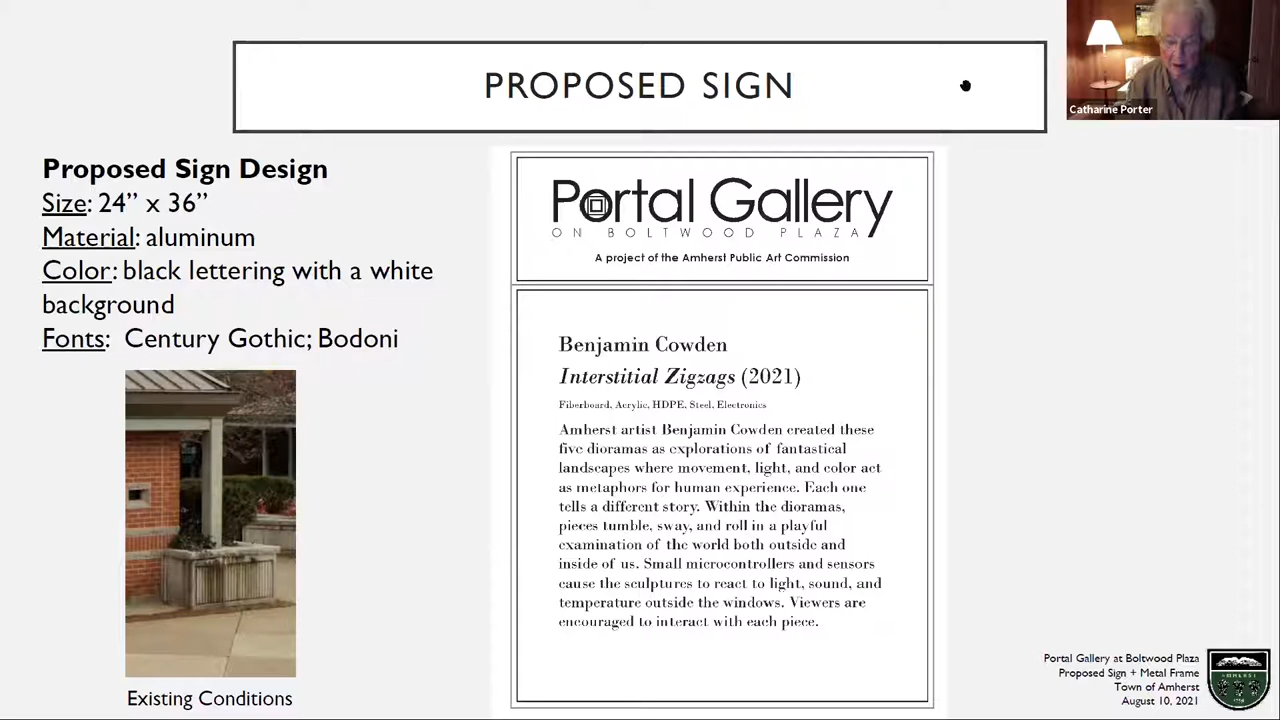 PROPOSED SIGN
Catharine Porter
Proposed Sign Design
Size: 24” x 36”
Material: aluminum
Color: black lettering with a white
background
Fonts: Century Gothic; Bodoni
Existing Conditions
Portal Gallery
ON BOLTWOOD PLAZA
A project of the Amherst Public Art Commission
Benjamin Cowden
Interstitial Zigzags (2021)
Fiberboard, Acrylic, HDPE, Steel, Electronics
Amherst artist Benjamin Cowden created these
five dioramas as explorations of fantastical
landscapes where movement, light, and color act
as metaphors for human experience. Each one
tells a different story. Within the dioramas,
pieces tumble, sway, and roll in a playful
examination of the world both outside and
inside of us. Small microcontrollers and sensors
cause the sculptures to react to light, sound, and
temperature outside the windows. Viewers are
encouraged to interact with each piece.
Portal Gallery at Boltwood Plaza
Proposed Sign + Metal Frame
Town of Amherst
August 10, 2021
AMHERST